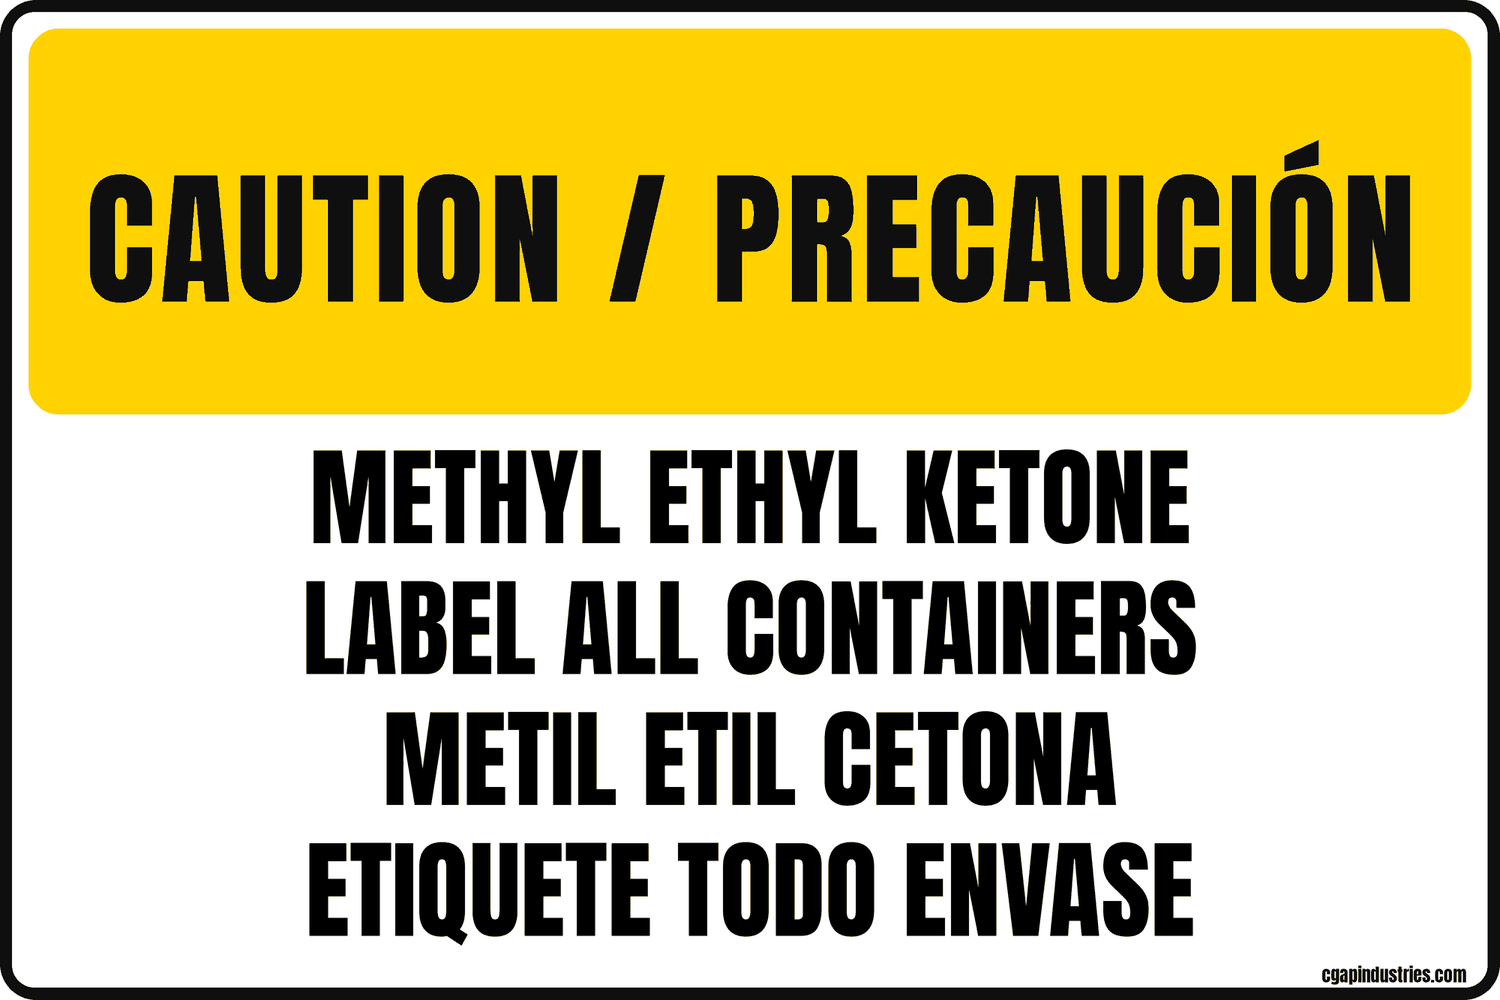 CAUTION / PRECAUCIÓN
METHYL ETHYL KETONE
LABEL ALL CONTAINERS
METIL ETIL CETONA
ETIQUETE TODO ENVASE
cgapindustries.com